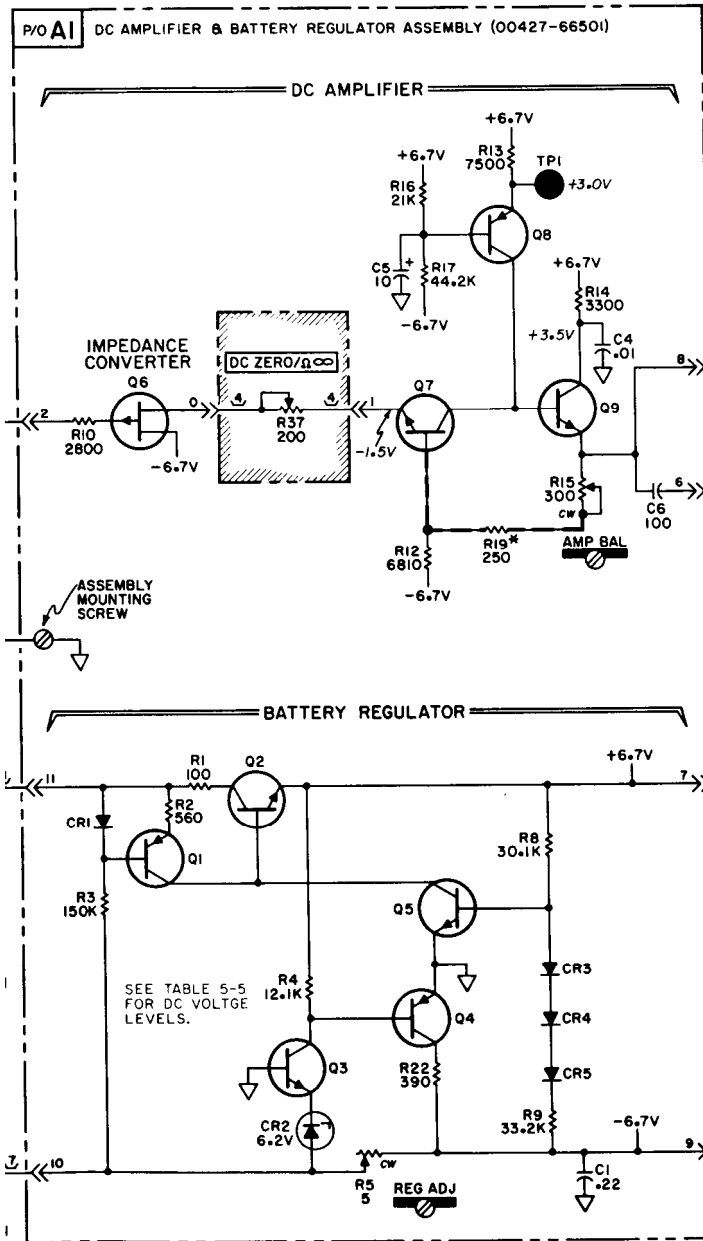 P/O A1 DC AMPLIFIER & BATTERY REGULATOR ASSEMBLY (00427-66501)
DC AMPLIFIER
+6.7V
R13
7500
TP1
+3.0V
+6.7V
R16
21K
Q8
C5
10
+
R17
44.2K
-6.7V
+6.7V
R14
3300
+3.5V
C4
.01
8
IMPEDANCE
CONVERTER
Q6
DC ZERO/Ω∞
0
4
4
1
Q7
Q9
2
R10
2800
-6.7V
R37
200
-1.5V
R15
300
CW
6
C6
100
R12
6810
R19*
250
AMP BAL
-6.7V
ASSEMBLY
MOUNTING
SCREW
BATTERY REGULATOR
11
R1
100
Q2
+6.7V
7
CR1
R2
560
Q1
R8
30.1K
R3
150K
Q5
SEE TABLE 5-5
FOR DC VOLTGE
LEVELS.
R4
12.1K
CR3
Q4
CR4
Q3
R22
390
CR5
CR2
6.2V
R9
33.2K
-6.7V
7
10
CW
9
R5
5
REG ADJ
C1
.22